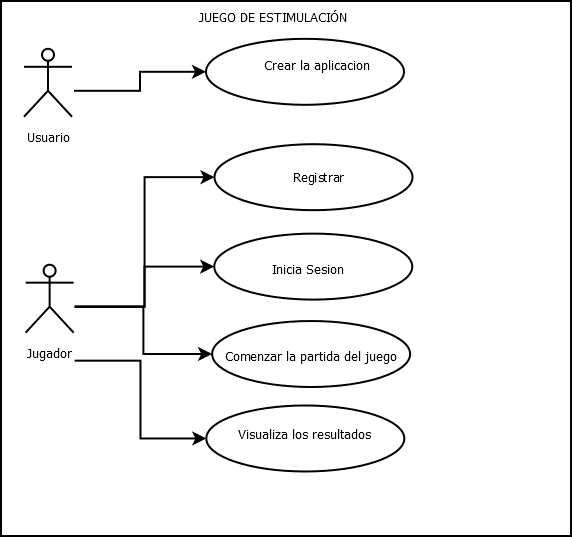 JUEGO DE ESTIMULACIÓN
Crear la aplicacion
Usuario
Registrar
Inicia Sesion
Jugador
Comenzar la partida del juego
Visualiza los resultados